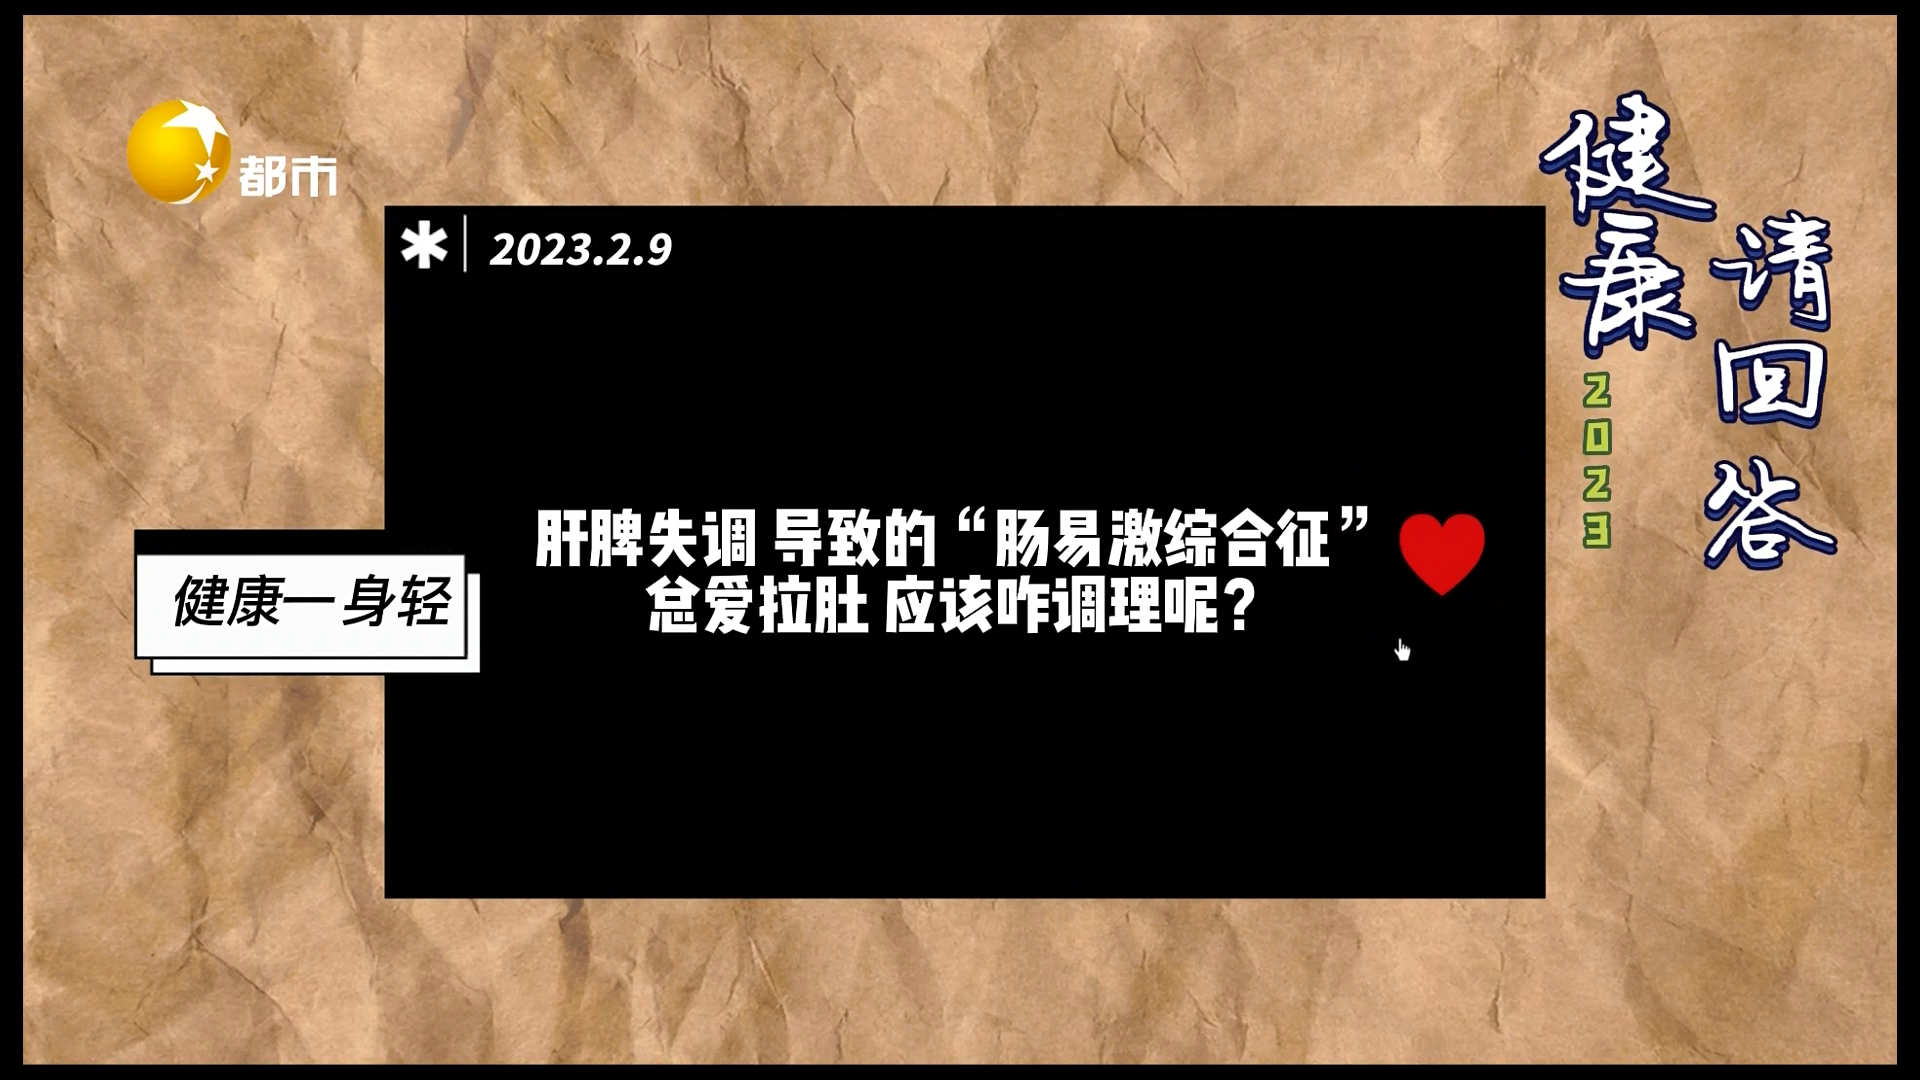 都市
健康
请回答
2023
2023.2.9
肝脾失调 导致的“肠易激综合征”
总爱拉肚 应该咋调理呢？
健康一身轻